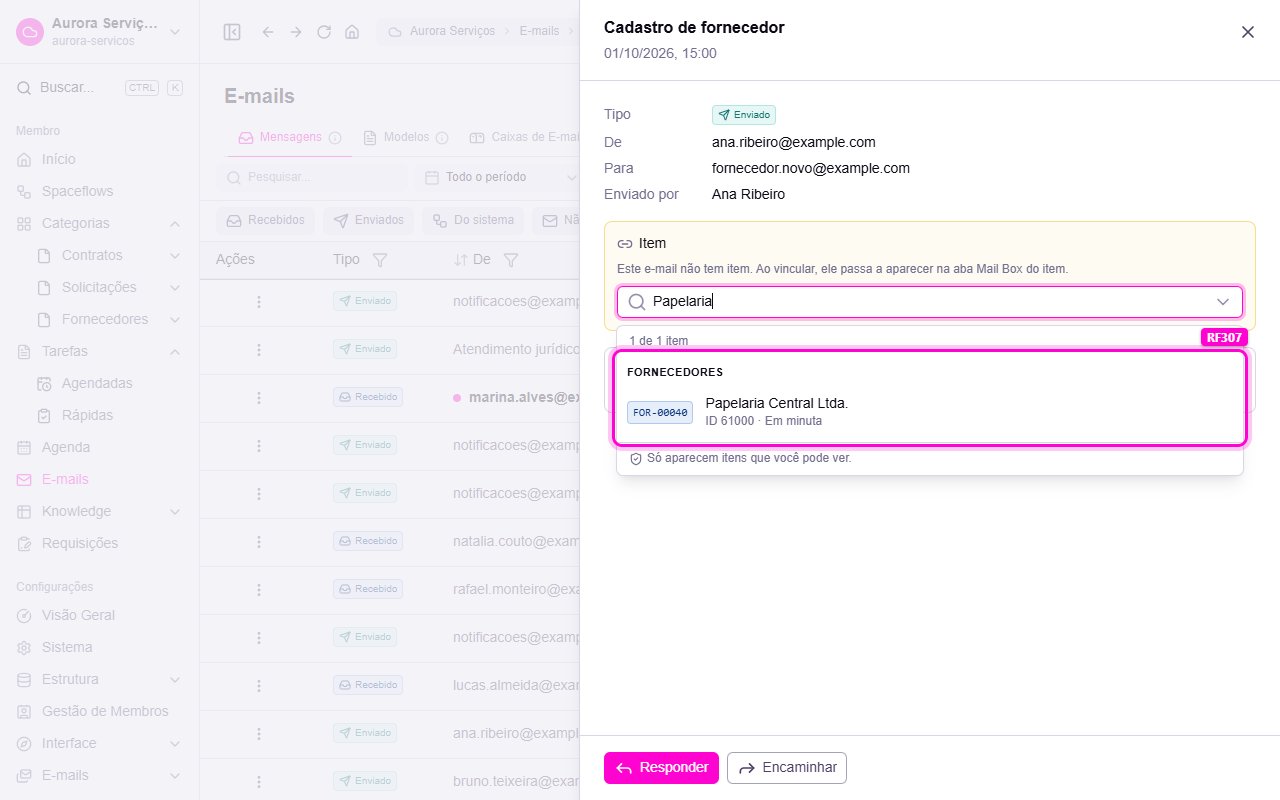 Aurora Serviç...
aurora-servicos
Buscar... CTRL K
Membro
Início
Spaceflows
Categorias
Contratos
Solicitações
Fornecedores
Tarefas
Agendadas
Rápidas
Agenda
E-mails
Knowledge
Requisições
Configurações
Visão Geral
Sistema
Estrutura
Gestão de Membros
Interface
E-mails
Aurora Serviços E-mails
E-mails
Mensagens Modelos Caixas de E-mai
Pesquisar... Todo o período
Recebidos Enviados Do sistema Nã
Ações Tipo De
Enviado notificacoes@examp
Enviado Atendimento jurídico
Recebido marina.alves@ex
Enviado notificacoes@examp
Enviado notificacoes@examp
Recebido natalia.couto@exam
Recebido rafael.monteiro@exa
Enviado notificacoes@examp
Recebido lucas.almeida@exam
Enviado ana.ribeiro@exampl
Enviado bruno.teixeira@exam
Cadastro de fornecedor
01/10/2026, 15:00
Tipo Enviado
De ana.ribeiro@example.com
Para fornecedor.novo@example.com
Enviado por Ana Ribeiro
Item
Este e-mail não tem item. Ao vincular, ele passa a aparecer na aba Mail Box do item.
Papelaria
1 de 1 item
RF307
FORNECEDORES
FOR-00040 Papelaria Central Ltda.
ID 61000 · Em minuta
Só aparecem itens que você pode ver.
Responder Encaminhar